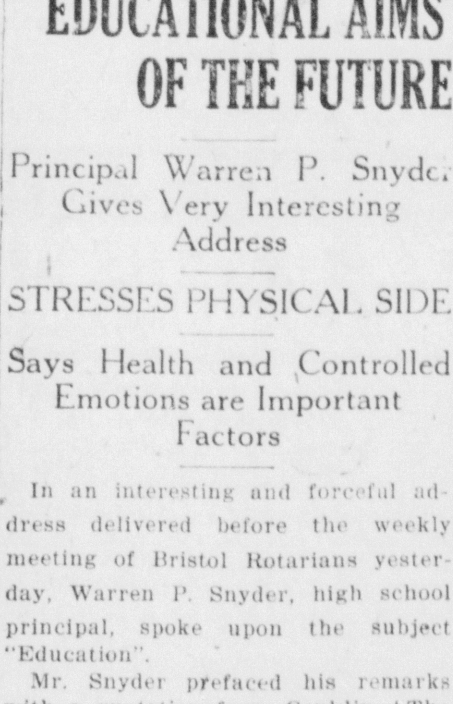 EDUCATIONAL AIMS
OF THE FUTURE
Principal Warren P. Snyder
Gives Very Interesting
Address
STRESSES PHYSICAL SIDE
Says Health and Controlled
Emotions are Important
Factors
In an interesting and forceful ad-
dress delivered before the weekly
meeting of Bristol Rotarians yester-
day, Warren P. Snyder, high school
principal, spoke upon the subject
"Education".
Mr. Snyder prefaced his remarks